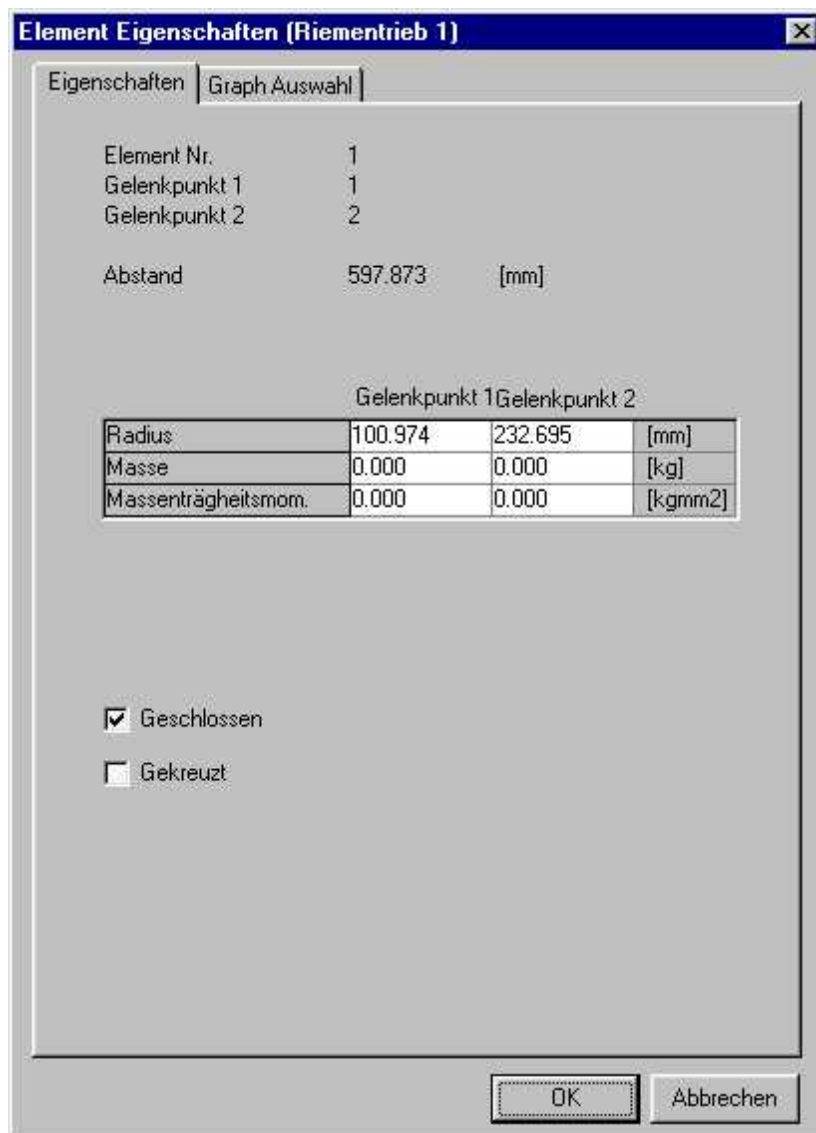 Element Eigenschaften (Riementrieb 1)
Eigenschaften Graph Auswahl
Element Nr. 1
Gelenkpunkt 1 1
Gelenkpunkt 2 2
Abstand 597.873 [mm]
Gelenkpunkt 1 Gelenkpunkt 2
Radius 100.974 232.695 [mm]
Masse 0.000 0.000 [kg]
Massenträgheitsmom. 0.000 0.000 [kgmm2]
Geschlossen
Gekreuzt
OK Abbrechen